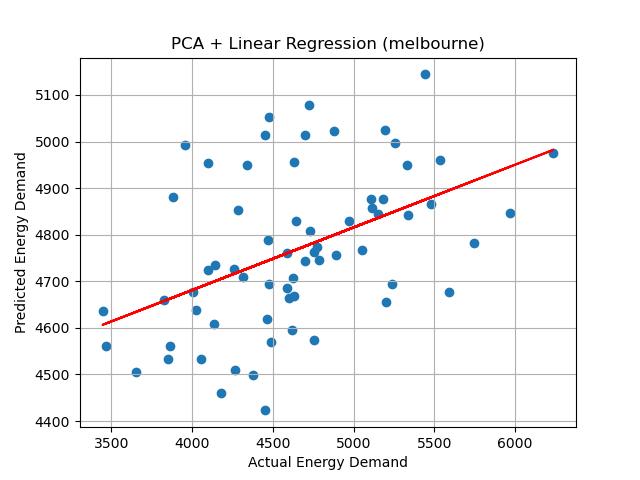 PCA + Linear Regression (melbourne)
Predicted Energy Demand
5100
5000
4900
4800
4700
4600
4500
4400
3500 4000 4500 5000 5500 6000
Actual Energy Demand